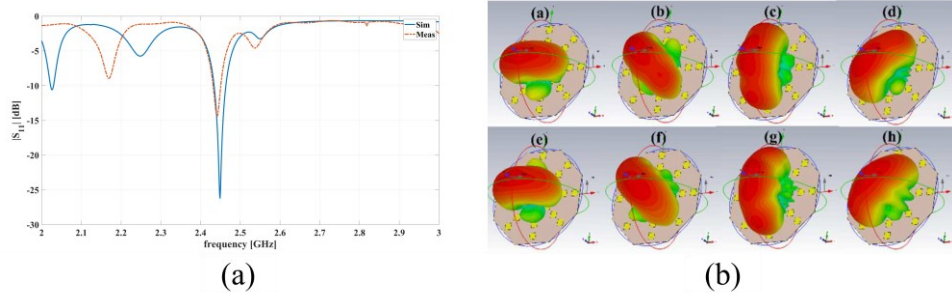 0
-5
-10
-15
-20
-25
-30
|S11| [dB]
2
2.1
2.2
2.3
2.4
2.5
2.6
2.7
2.8
2.9
3
frequency [GHz]
Sim
Meas
(a)
(a) (b) (c) (d)
(e) (f) (g) (h)
(b)